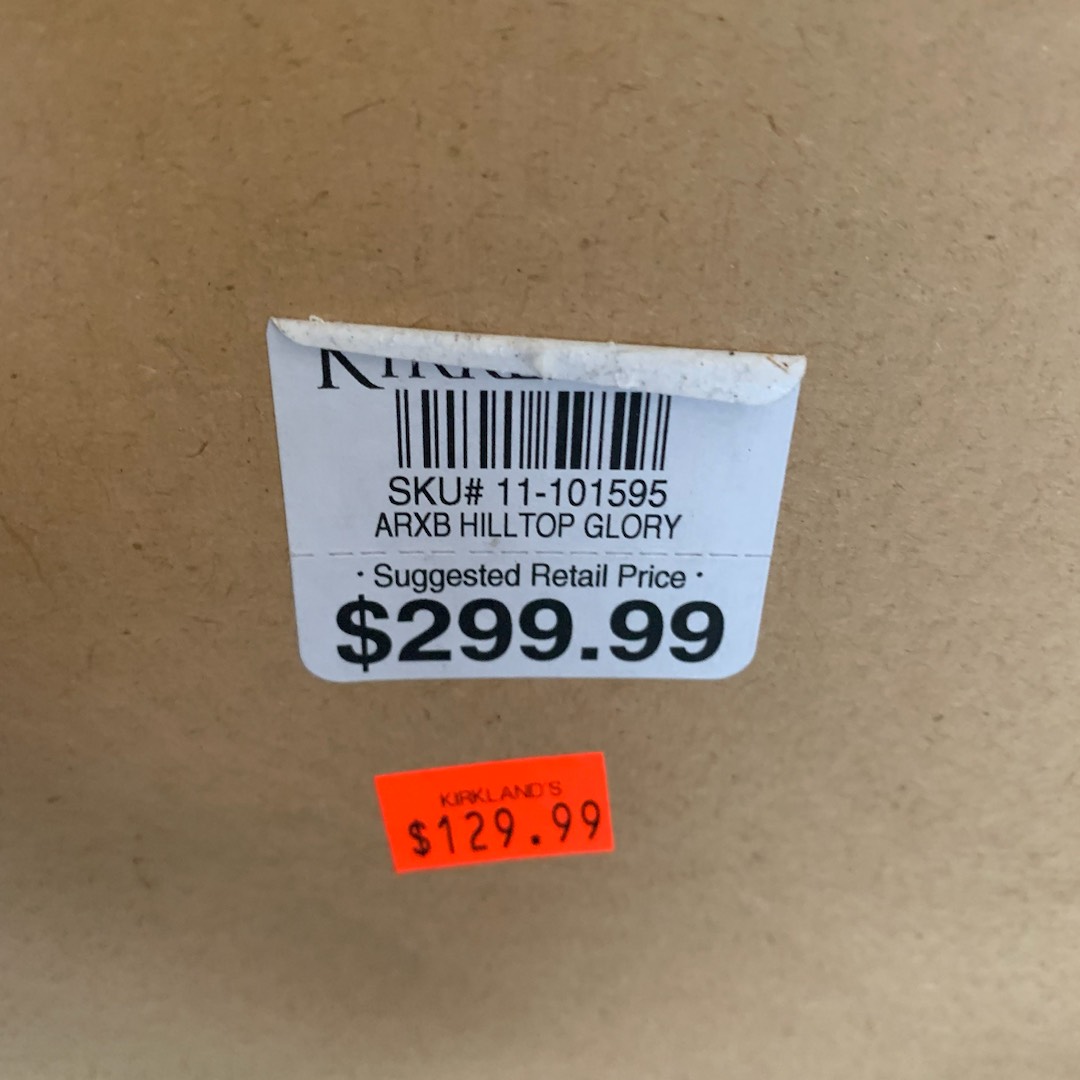 SKU# 11-101595
ARXB HILLTOP GLORY
· Suggested Retail Price ·
$299.99
KIRKLAND'S
$129.99